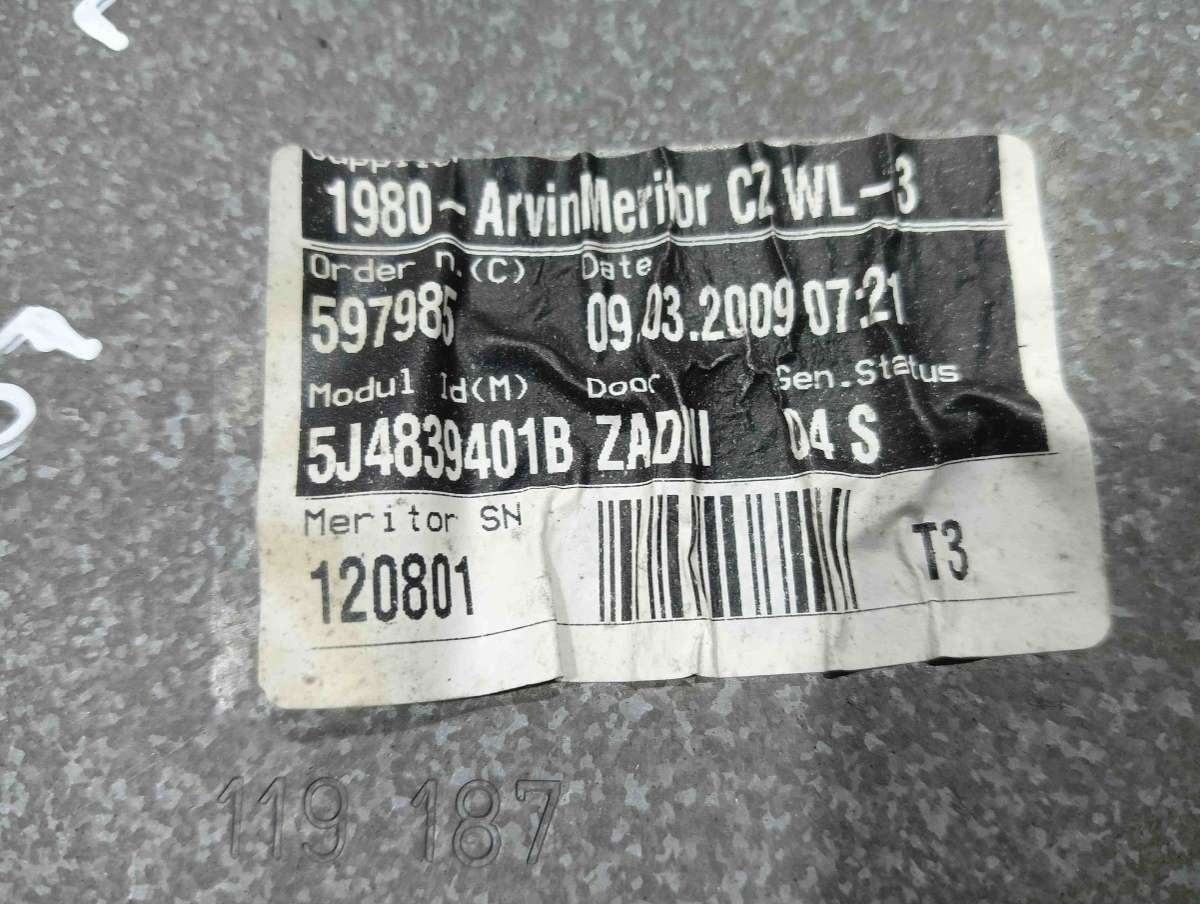 1980~ArvinMeritor CZ WL-3
Order n.(C) Date
597985 09.03.2009 07:21
Modul Id(M) Door Gen.Status
5J4839401B ZADNI 04 S
Meritor SN
120801 T3
119 187